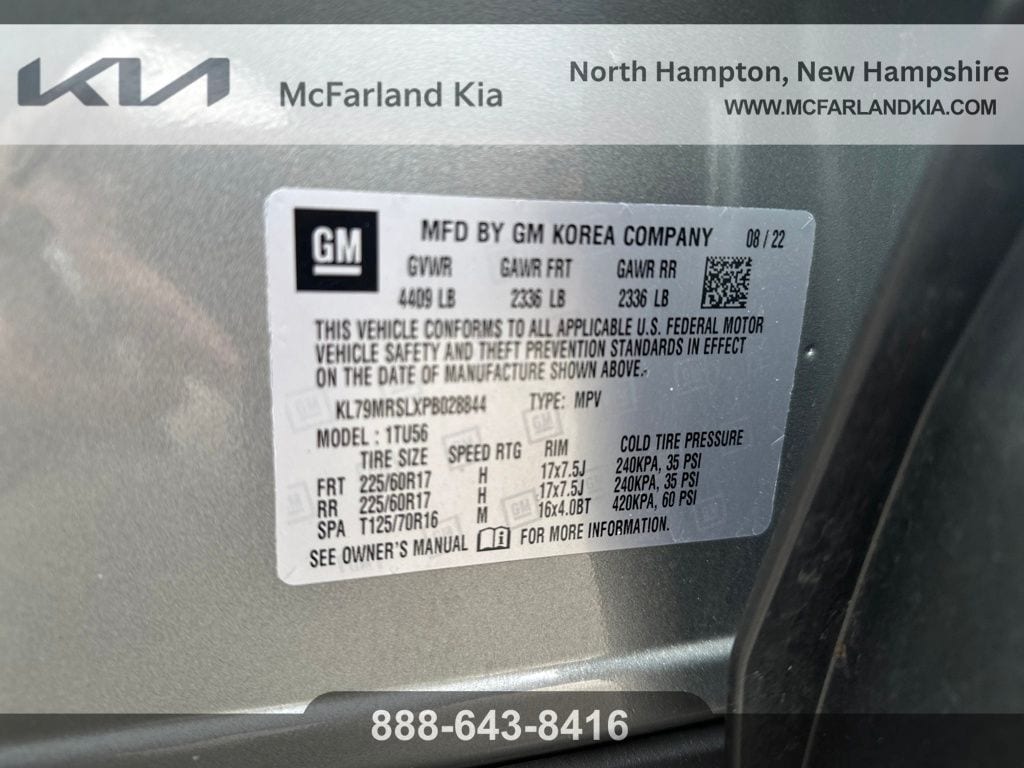 KIA
McFarland Kia
North Hampton, New Hampshire
WWW.MCFARLANDKIA.COM
GM
MFD BY GM KOREA COMPANY 08 / 22
GVWR GAWR FRT GAWR RR
4409 LB 2336 LB 2336 LB
THIS VEHICLE CONFORMS TO ALL APPLICABLE U.S. FEDERAL MOTOR
VEHICLE SAFETY AND THEFT PREVENTION STANDARDS IN EFFECT
ON THE DATE OF MANUFACTURE SHOWN ABOVE.
KL79MRSLXPB028844 TYPE: MPV
MODEL : 1TU56
TIRE SIZE SPEED RTG RIM COLD TIRE PRESSURE
FRT 225/60R17 H 17x7.5J 240KPA, 35 PSI
RR 225/60R17 H 17x7.5J 240KPA, 35 PSI
SPA T125/70R16 M 16x4.0BT 420KPA, 60 PSI
SEE OWNER'S MANUAL FOR MORE INFORMATION.
888-643-8416